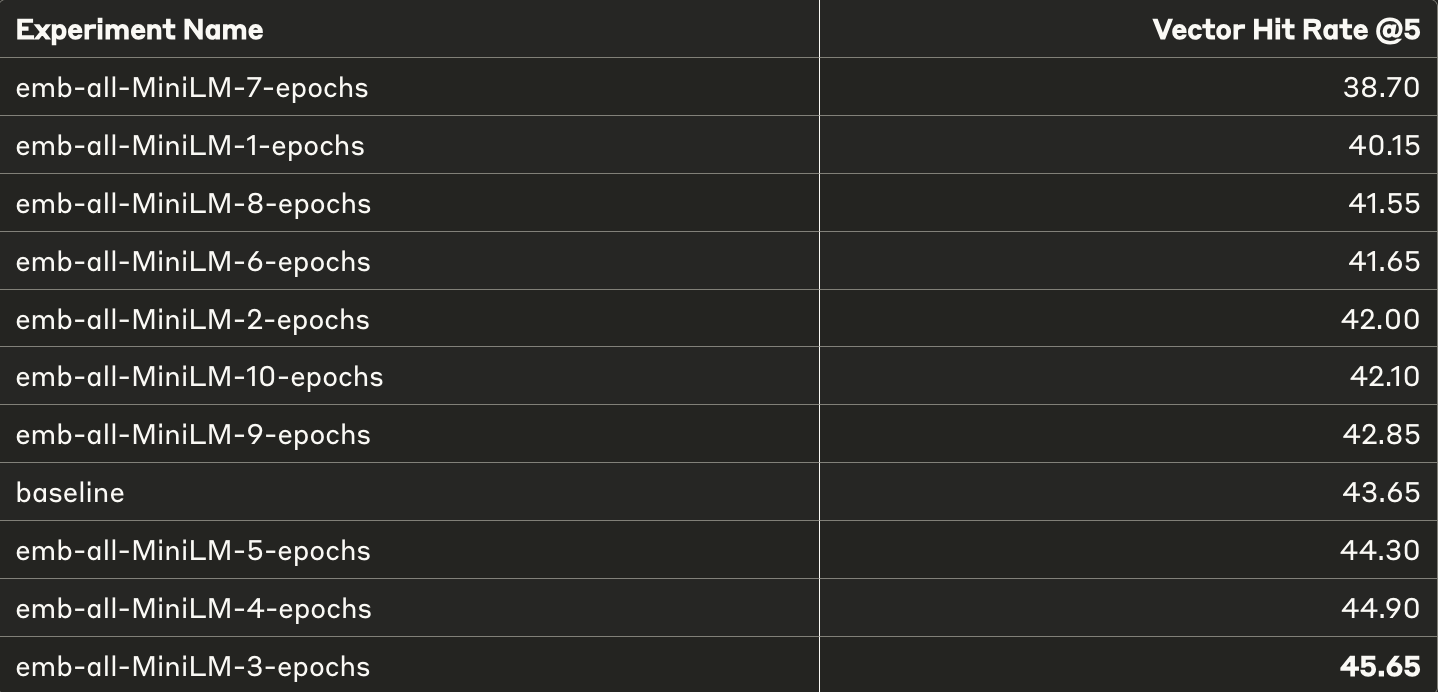 Experiment Name Vector Hit Rate @5
emb-all-MiniLM-7-epochs 38.70
emb-all-MiniLM-1-epochs 40.15
emb-all-MiniLM-8-epochs 41.55
emb-all-MiniLM-6-epochs 41.65
emb-all-MiniLM-2-epochs 42.00
emb-all-MiniLM-10-epochs 42.10
emb-all-MiniLM-9-epochs 42.85
baseline 43.65
emb-all-MiniLM-5-epochs 44.30
emb-all-MiniLM-4-epochs 44.90
emb-all-MiniLM-3-epochs 45.65